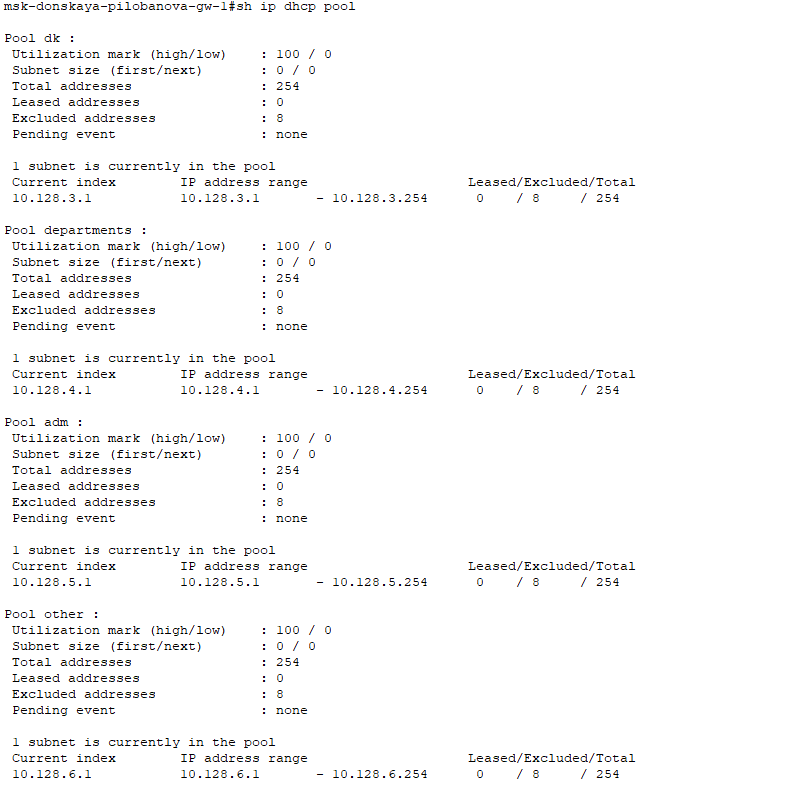 msk-donskaya-pilobanova-gw-1#sh ip dhcp pool

Pool dk :
 Utilization mark (high/low)    : 100 / 0
 Subnet size (first/next)       : 0 / 0
 Total addresses                : 254
 Leased addresses               : 0
 Excluded addresses             : 8
 Pending event                  : none

 1 subnet is currently in the pool
 Current index        IP address range                    Leased/Excluded/Total
 10.128.3.1           10.128.3.1       - 10.128.3.254      0    / 8     / 254

Pool departments :
 Utilization mark (high/low)    : 100 / 0
 Subnet size (first/next)       : 0 / 0
 Total addresses                : 254
 Leased addresses               : 0
 Excluded addresses             : 8
 Pending event                  : none

 1 subnet is currently in the pool
 Current index        IP address range                    Leased/Excluded/Total
 10.128.4.1           10.128.4.1       - 10.128.4.254      0    / 8     / 254

Pool adm :
 Utilization mark (high/low)    : 100 / 0
 Subnet size (first/next)       : 0 / 0
 Total addresses                : 254
 Leased addresses               : 0
 Excluded addresses             : 8
 Pending event                  : none

 1 subnet is currently in the pool
 Current index        IP address range                    Leased/Excluded/Total
 10.128.5.1           10.128.5.1       - 10.128.5.254      0    / 8     / 254

Pool other :
 Utilization mark (high/low)    : 100 / 0
 Subnet size (first/next)       : 0 / 0
 Total addresses                : 254
 Leased addresses               : 0
 Excluded addresses             : 8
 Pending event                  : none

 1 subnet is currently in the pool
 Current index        IP address range                    Leased/Excluded/Total
 10.128.6.1           10.128.6.1       - 10.128.6.254      0    / 8     / 254